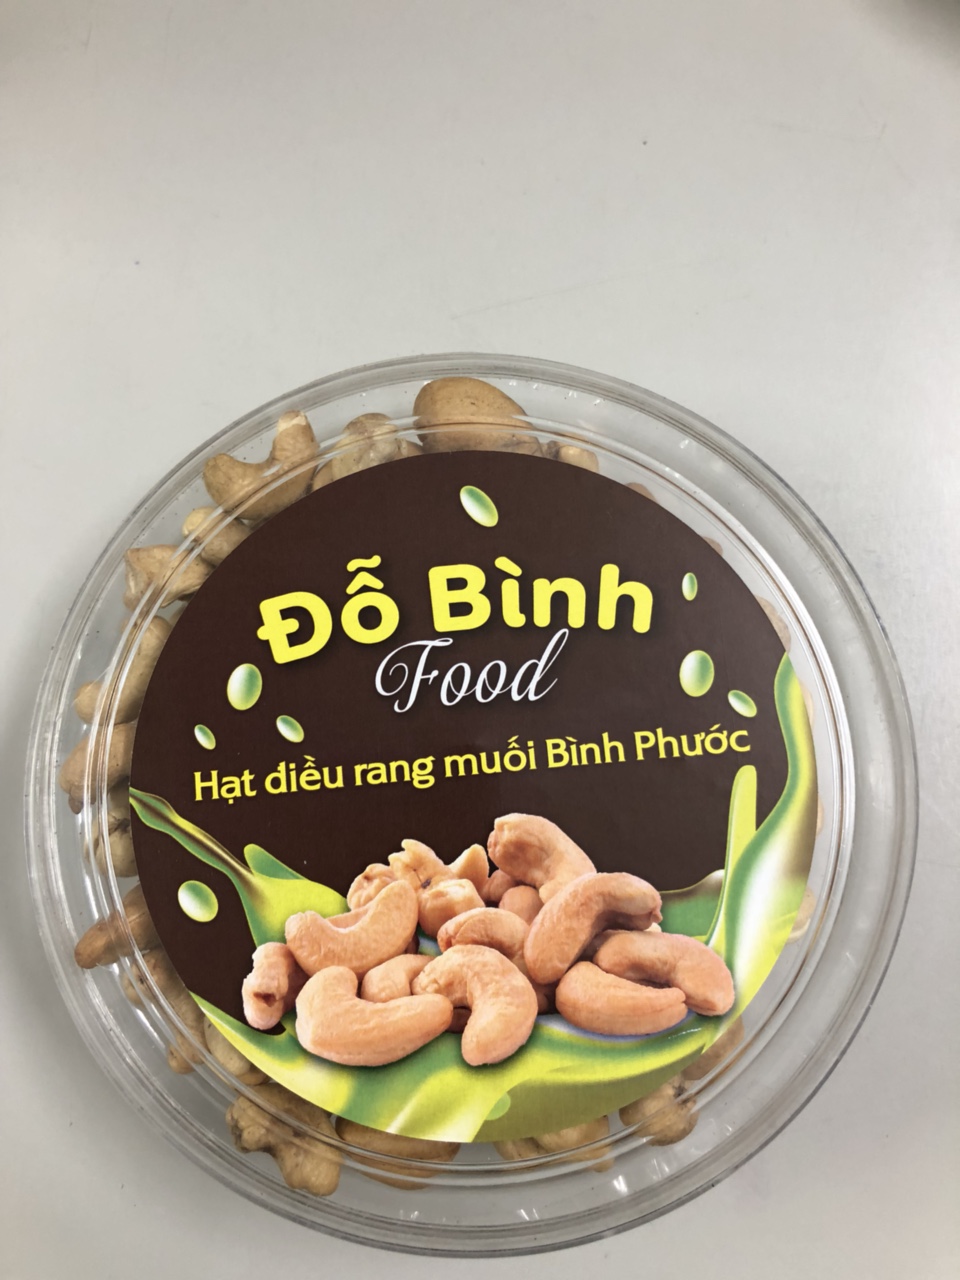 Đỗ Bình
Food
Hạt điều rang muối Bình Phước